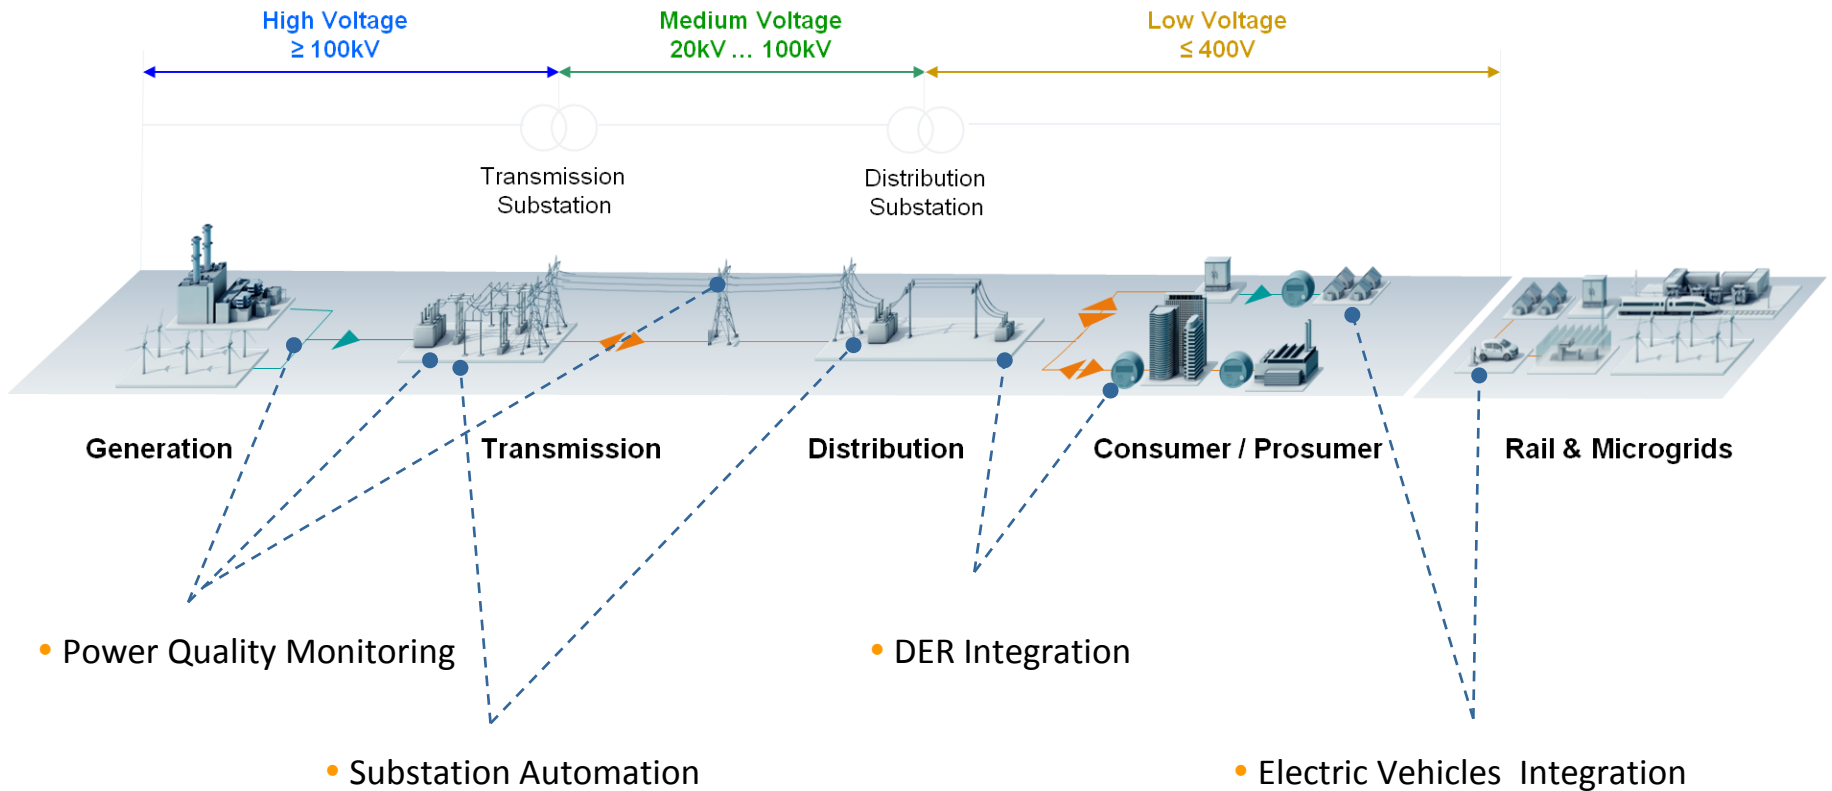 High Voltage
≥ 100kV
Medium Voltage
20kV ... 100kV
Low Voltage
≤ 400V
Transmission
Substation
Distribution
Substation
Generation
Transmission
Distribution
Consumer / Prosumer
Rail & Microgrids
• Power Quality Monitoring
• DER Integration
• Substation Automation
• Electric Vehicles Integration